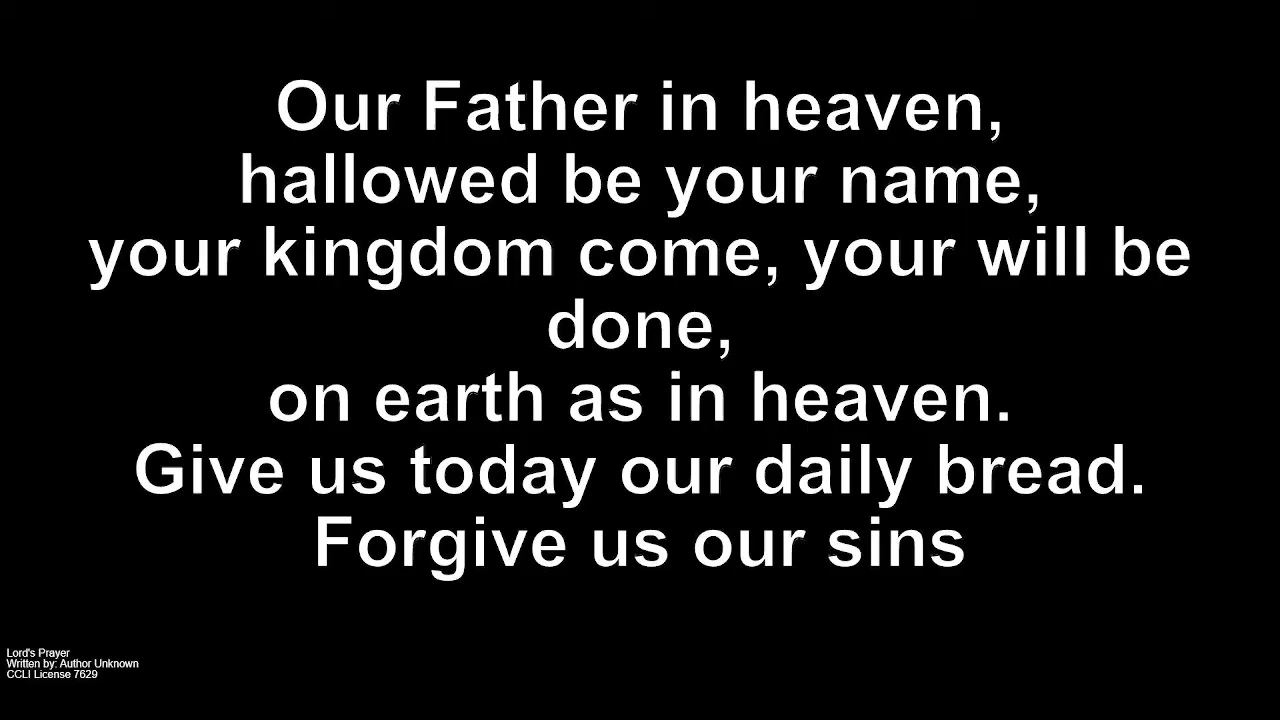 Our Father in heaven,
hallowed be your name,
your kingdom come, your will be
done,
on earth as in heaven.
Give us today our daily bread.
Forgive us our sins
Lord's Prayer
Written by: Author Unknown
CCLI License 7629